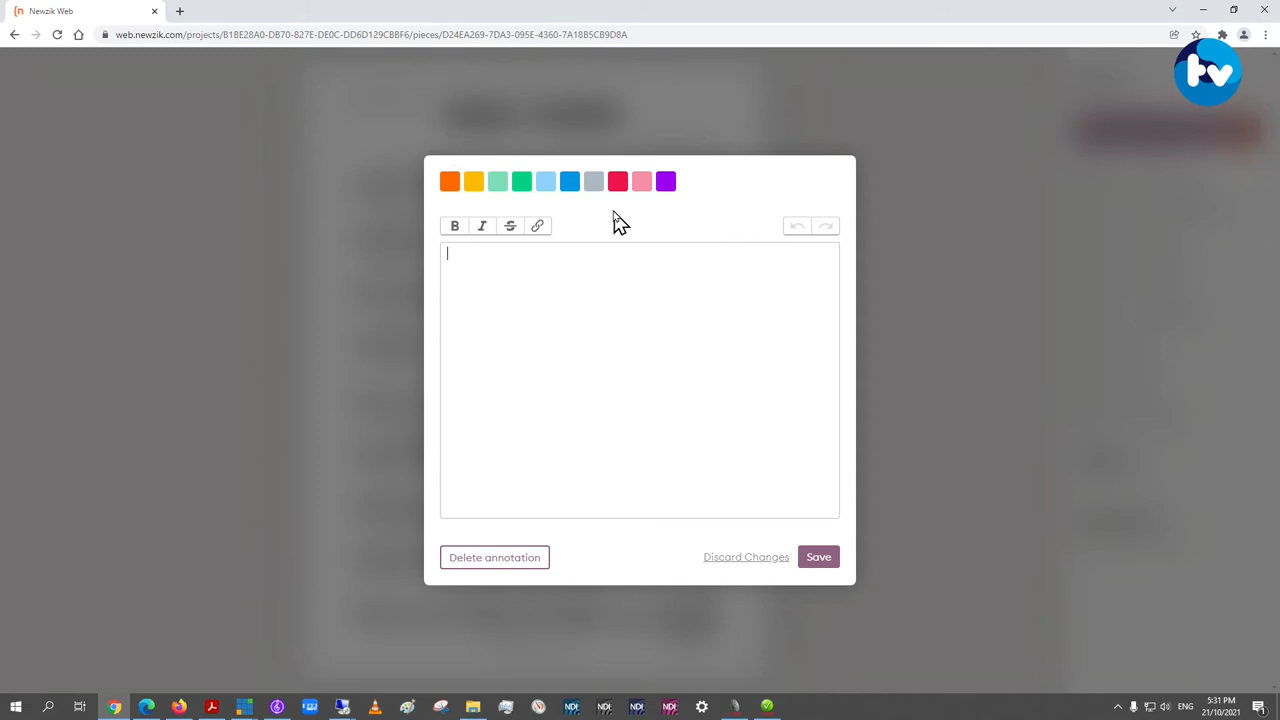 Newzik Web
web.newzik.com/projects/B1BE28A0-DB70-827E-DE0C-DD6D129CBBF6/pieces/D24EA269-7DA3-095E-4360-7A18B5CB9D8A
B I S
Delete annotation
Discard Changes
Save
ENG
5:31 PM
21/10/2021